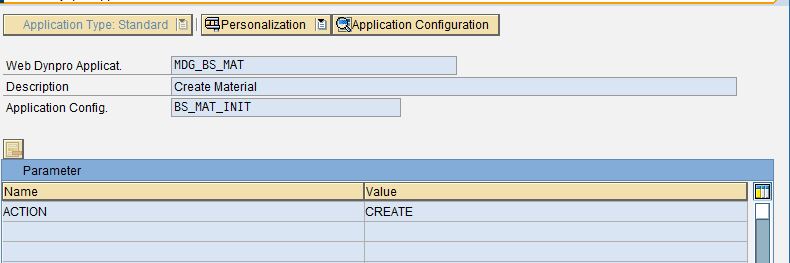 Application Type: Standard Personalization Application Configuration
Web Dynpro Applicat. MDG_BS_MAT
Description Create Material
Application Config. BS_MAT_INIT
Parameter
Name Value
ACTION CREATE